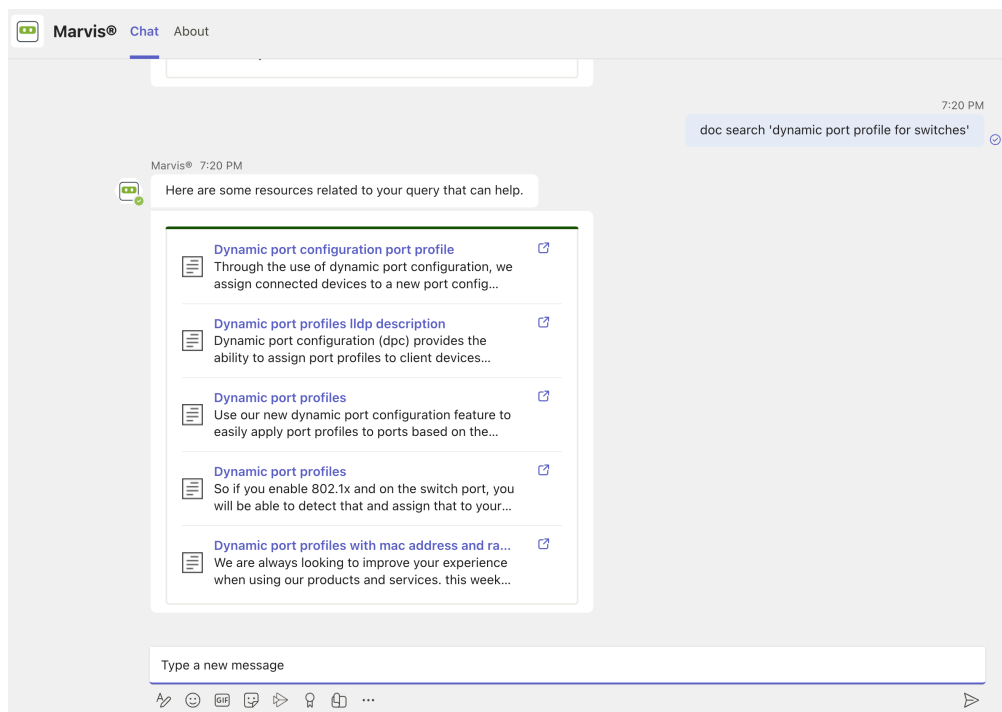 Marvis® Chat About
7:20 PM
doc search 'dynamic port profile for switches'
Marvis® 7:20 PM
Here are some resources related to your query that can help.
Dynamic port configuration port profile
Through the use of dynamic port configuration, we
assign connected devices to a new port config...
Dynamic port profiles lldp description
Dynamic port configuration (dpc) provides the
ability to assign port profiles to client devices...
Dynamic port profiles
Use our new dynamic port configuration feature to
easily apply port profiles to ports based on the...
Dynamic port profiles
So if you enable 802.1x and on the switch port, you
will be able to detect that and assign that to your...
Dynamic port profiles with mac address and ra...
We are always looking to improve your experience
when using our products and services. this week...
Type a new message
GIF